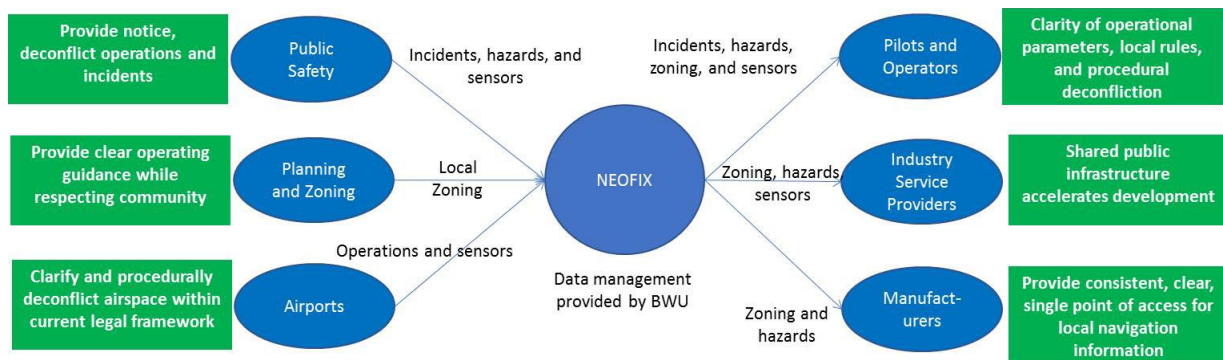 Provide notice,
deconflict operations and
incidents
Public
Safety
Incidents, hazards, and
sensors
Incidents, hazards,
zoning, and sensors
Pilots and
Operators
Clarity of operational
parameters, local rules,
and procedural
deconfliction
Provide clear operating
guidance while
respecting community
Planning
and Zoning
Local
Zoning
NEOFIX
Zoning, hazards,
sensors
Industry
Service
Providers
Shared public
infrastructure
accelerates development
Clarify and procedurally
deconflict airspace within
current legal framework
Airports
Operations and sensors
Data management
provided by BWU
Zoning and
hazards
Manufact-
urers
Provide consistent, clear,
single point of access for
local navigation
information